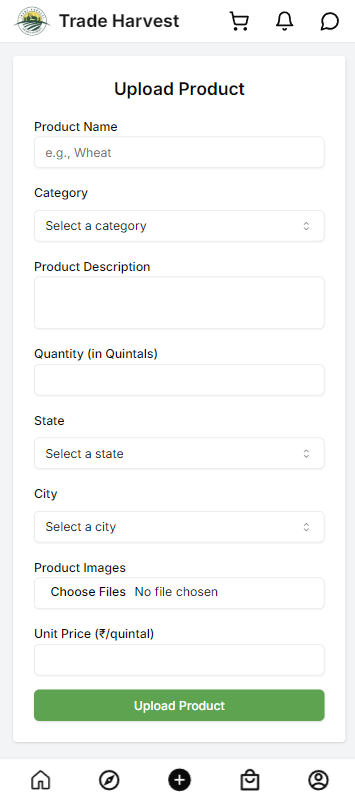 Trade Harvest
Upload Product
Product Name
e.g., Wheat
Category
Select a category
Product Description
Quantity (in Quintals)
State
Select a state
City
Select a city
Product Images
Choose Files No file chosen
Unit Price (₹/quintal)
Upload Product